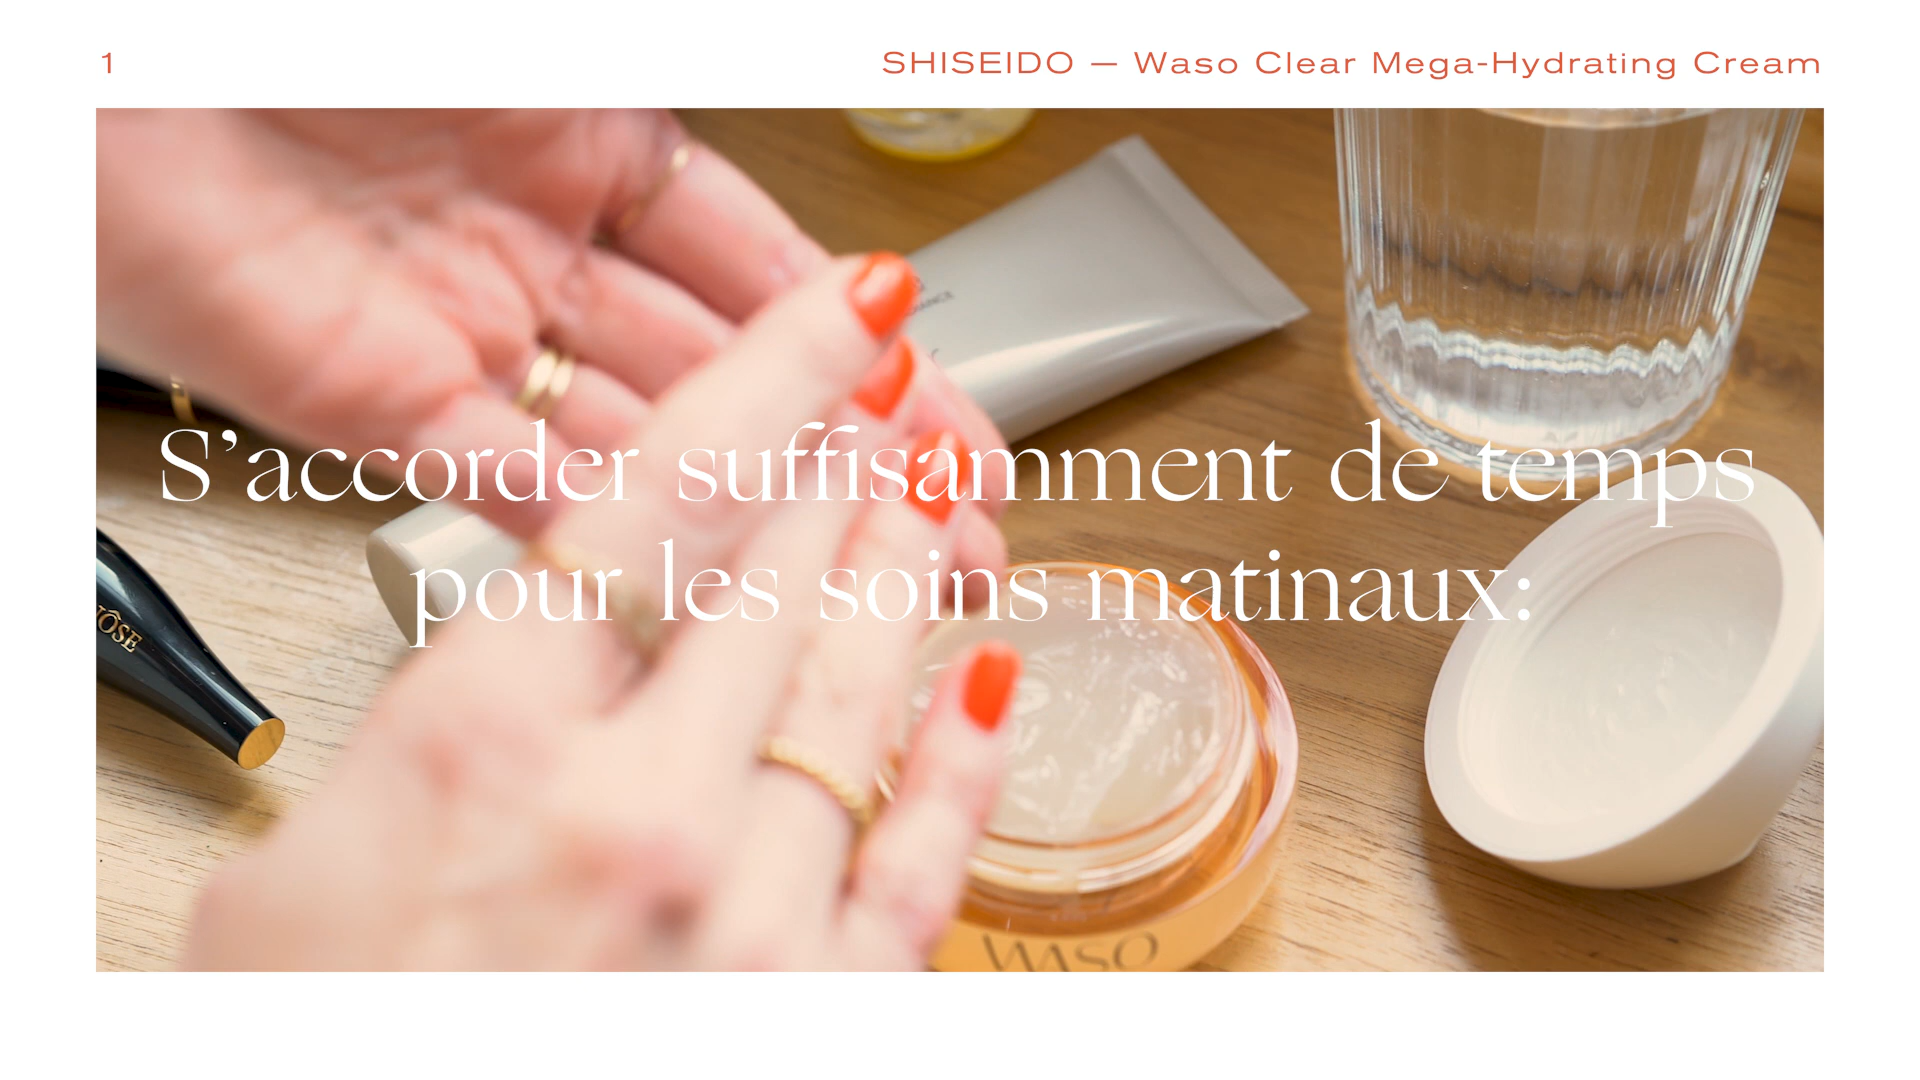 1
SHISEIDO — Waso Clear Mega-Hydrating Cream
S’accorder suffisamment de temps
pour les soins matinaux:
WASO